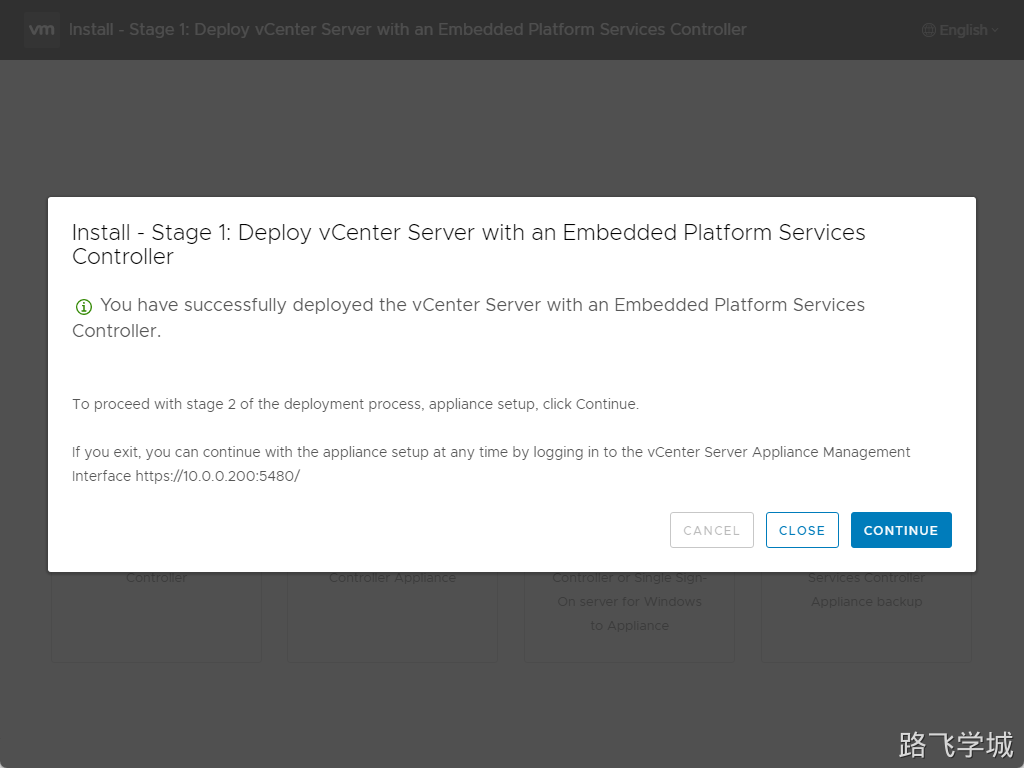 vm Install - Stage 1: Deploy vCenter Server with an Embedded Platform Services Controller English
Install - Stage 1: Deploy vCenter Server with an Embedded Platform Services
Controller
You have successfully deployed the vCenter Server with an Embedded Platform Services
Controller.
To proceed with stage 2 of the deployment process, appliance setup, click Continue.
If you exit, you can continue with the appliance setup at any time by logging in to the vCenter Server Appliance Management
Interface https://10.0.0.200:5480/
CANCEL CLOSE CONTINUE
Controller
Controller Appliance
Controller or Single Sign-
On server for Windows
to Appliance
Services Controller
Appliance backup
路飞学城